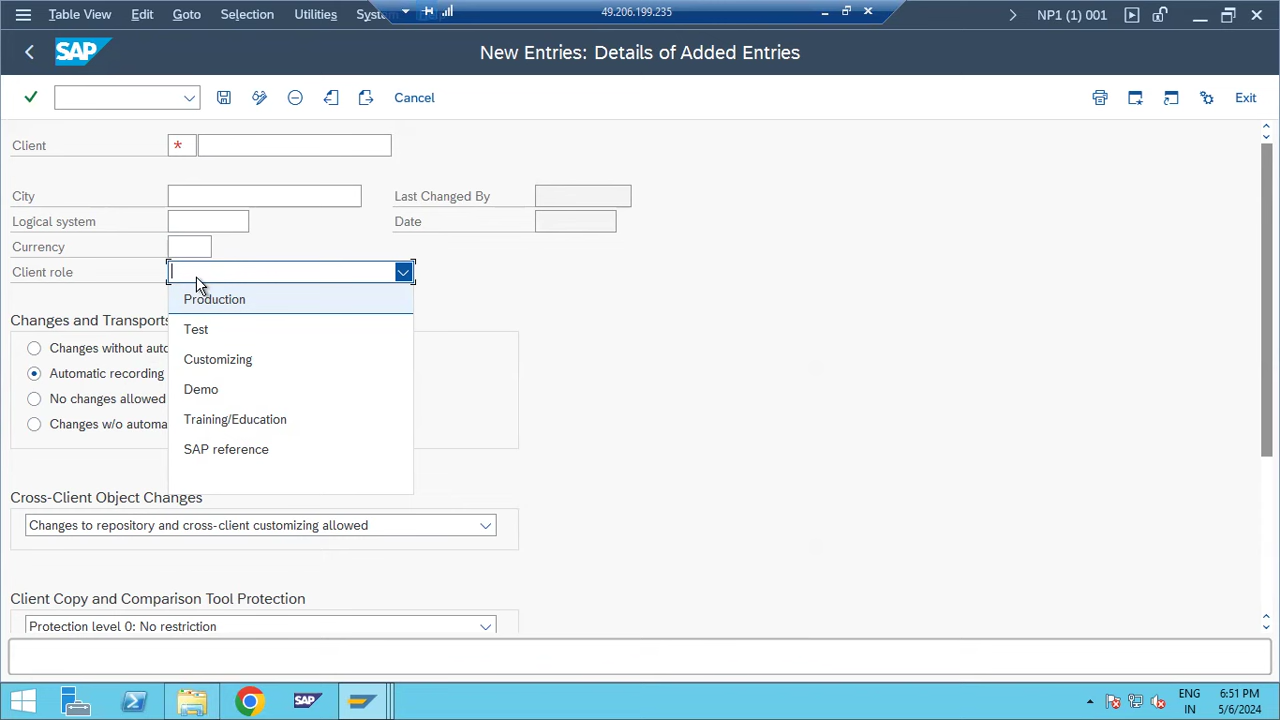 Table View Edit Goto Selection Utilities System 49.206.199.235 NP1 (1) 001
SAP New Entries: Details of Added Entries
Cancel Exit
Client *
City Last Changed By
Logical system Date
Currency
Client role
Production
Test
Customizing
Demo
Training/Education
SAP reference
Changes and Transports
Changes without auto
Automatic recording
No changes allowed
Changes w/o automa
Cross-Client Object Changes
Changes to repository and cross-client customizing allowed
Client Copy and Comparison Tool Protection
Protection level 0: No restriction
SAP
ENG 6:51 PM
IN 5/6/2024